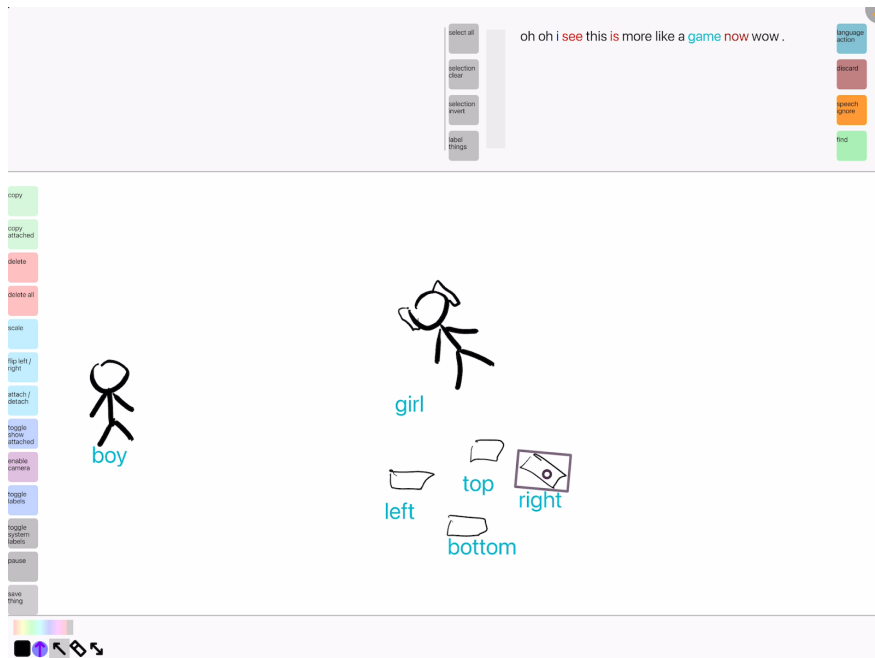 select all
selection
clear
selection
invert
label
things
oh oh i see this is more like a game now wow .
language
action
discard
speech
ignore
find
copy
copy
attached
delete
delete all
scale
flip left /
right
attach /
detach
toggle
show
attached
enable
camera
toggle
labels
toggle
system
labels
pause
save
thing
girl
boy
top
left
right
bottom